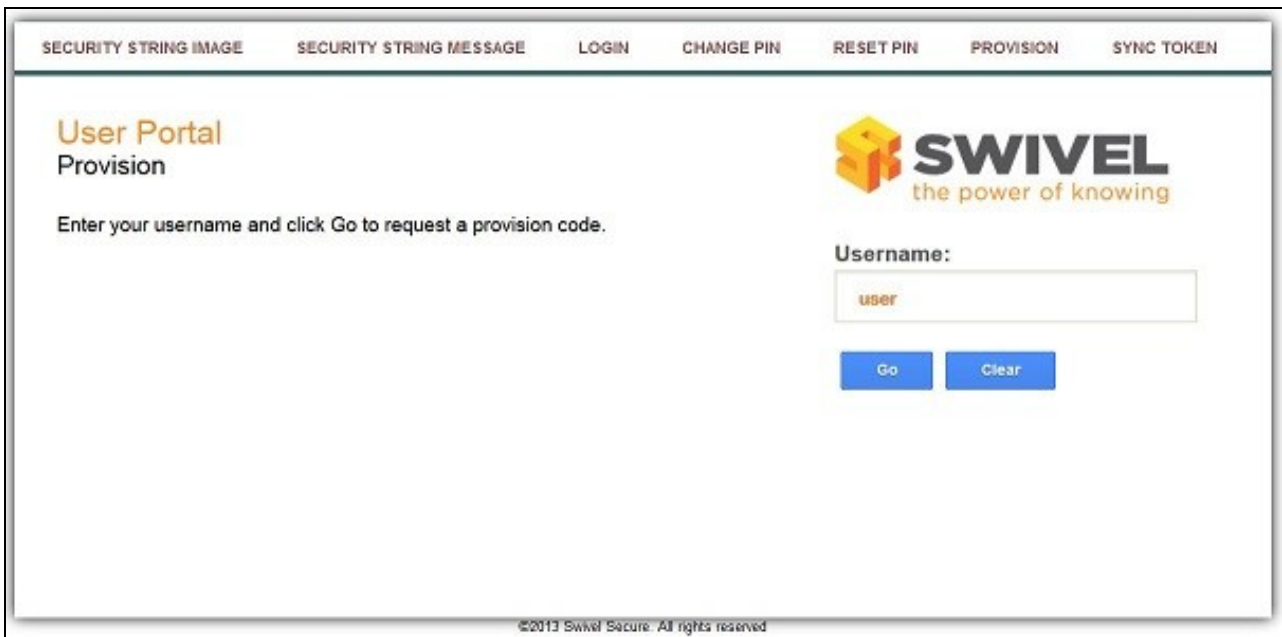 SECURITY STRING IMAGE SECURITY STRING MESSAGE LOGIN CHANGE PIN RESET PIN PROVISION SYNC TOKEN
User Portal
Provision
Enter your username and click Go to request a provision code.
SWIVEL
the power of knowing
Username:
user
Go Clear
©2013 Swivel Secure. All rights reserved